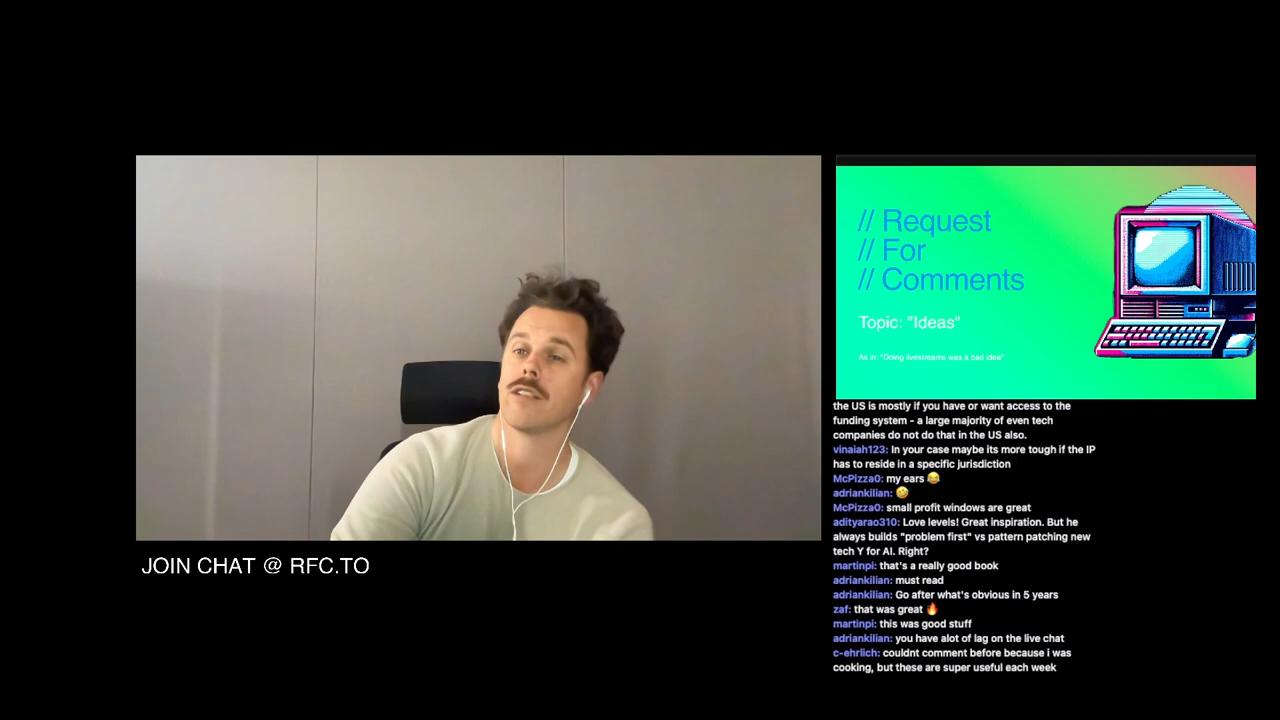 // Request
// For
// Comments
Topic: "Ideas"
As in: "Doing livestreams was a bad idea"
the US is mostly if you have or want access to the
funding system - a large majority of even tech
companies do not do that in the US also.
vinaiah123: In your case maybe its more tough if the IP
has to reside in a specific jurisdiction
McPizza0: my ears 😂
adriankilian: 🤣
McPizza0: small profit windows are great
adityarao310: Love levels! Great inspiration. But he
always builds "problem first" vs pattern patching new
tech Y for AI. Right?
martinpi: that's a really good book
adriankilian: must read
adriankilian: Go after what's obvious in 5 years
zaf: that was great 🔥
martinpi: this was good stuff
adriankilian: you have alot of lag on the live chat
c-ehrlich: couldnt comment before because i was
cooking, but these are super useful each week
JOIN CHAT @ RFC.TO